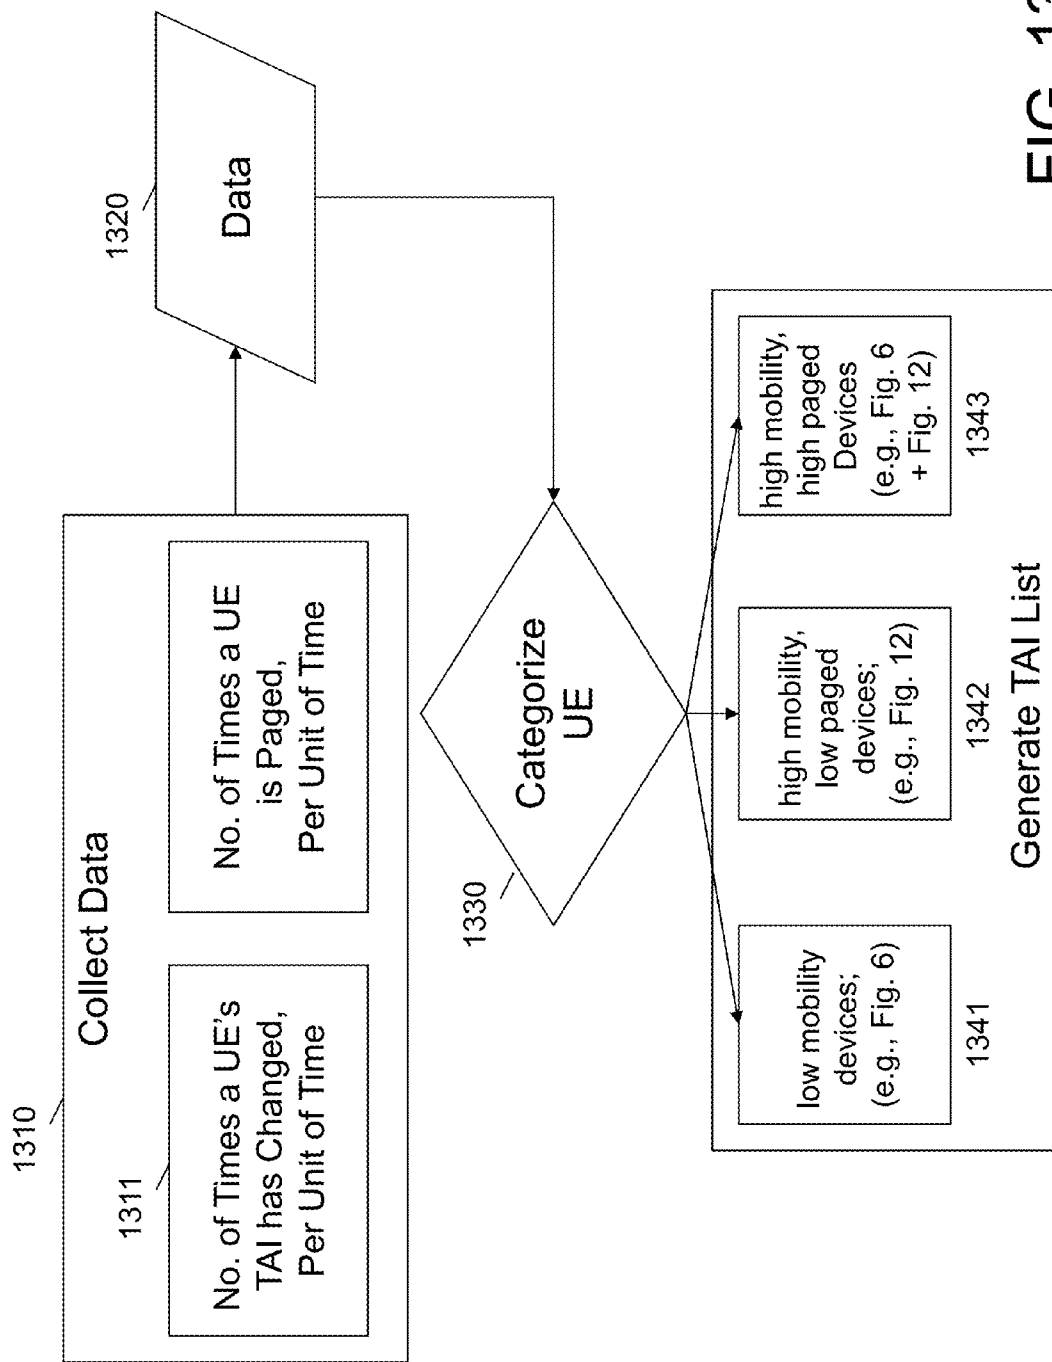 1310
Collect Data
1311
No. of Times a UE's
TAI has Changed,
Per Unit of Time
No. of Times a UE
is Paged,
Per Unit of Time
1320
Data
1330
Categorize
UE
low mobility
devices;
(e.g., Fig. 6)
1341
high mobility,
low paged
devices;
(e.g., Fig. 12)
1342
high mobility,
high paged
Devices
(e.g., Fig. 6
+ Fig. 12)
1343
Generate TAI List
FIG.